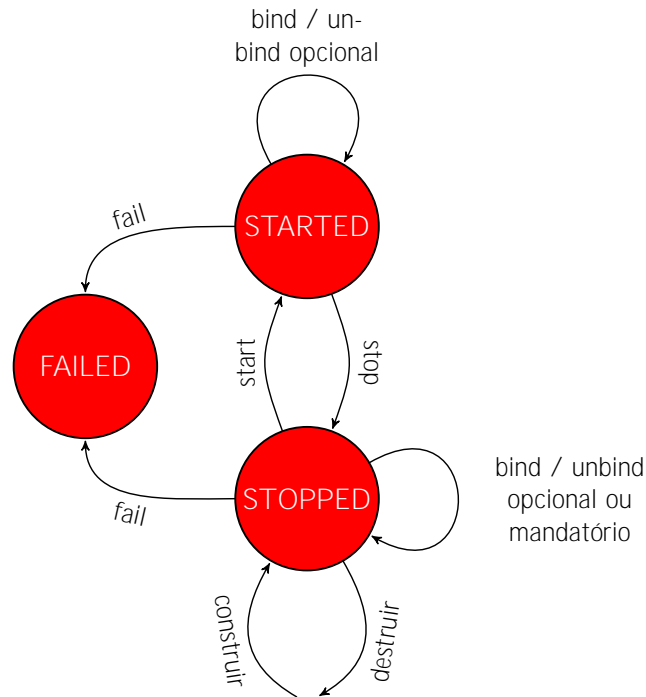 bind / un-
bind opcional
fail
STARTED
FAILED
start
stop
STOPPED
bind / unbind
opcional ou
mandatório
fail
construir
destruir